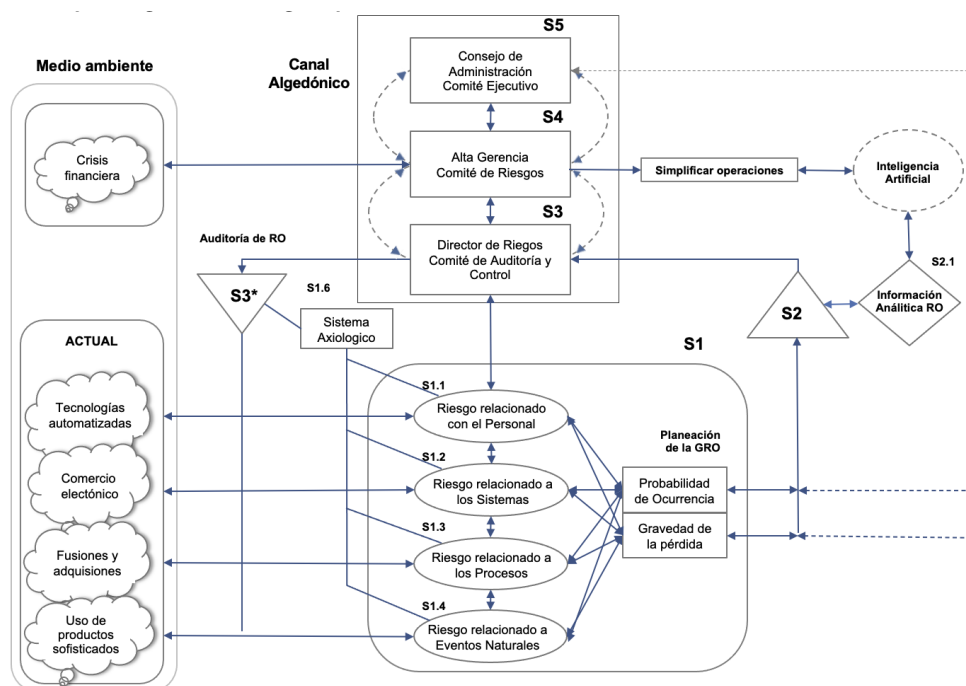 S5
Medio ambiente
Canal
Algedónico
Consejo de
Administración
Comité Ejecutivo
S4
Crisis
financiera
Alta Gerencia
Comité de Riesgos
Simplificar operaciones
Inteligencia
Artificial
S3
Auditoría de RO
Director de Riegos
Comité de Auditoría y
Control
S2.1
S3*
S1.6
S2
Información
Ánálitica RO
Sistema
Axiologico
ACTUAL
S1
S1.1
Tecnologías
automatizadas
Riesgo relacionado
con el Personal
Planeación
de la GRO
S1.2
Comercio
electónico
Riesgo relacionado a
los Sistemas
Probabilidad
de Ocurrencia
S1.3
Gravedad de
la pérdida
Fusiones y
adquisiones
Riesgo relacionado a
los Procesos
S1.4
Uso de
productos
sofisticados
Riesgo relacionado a
Eventos Naturales